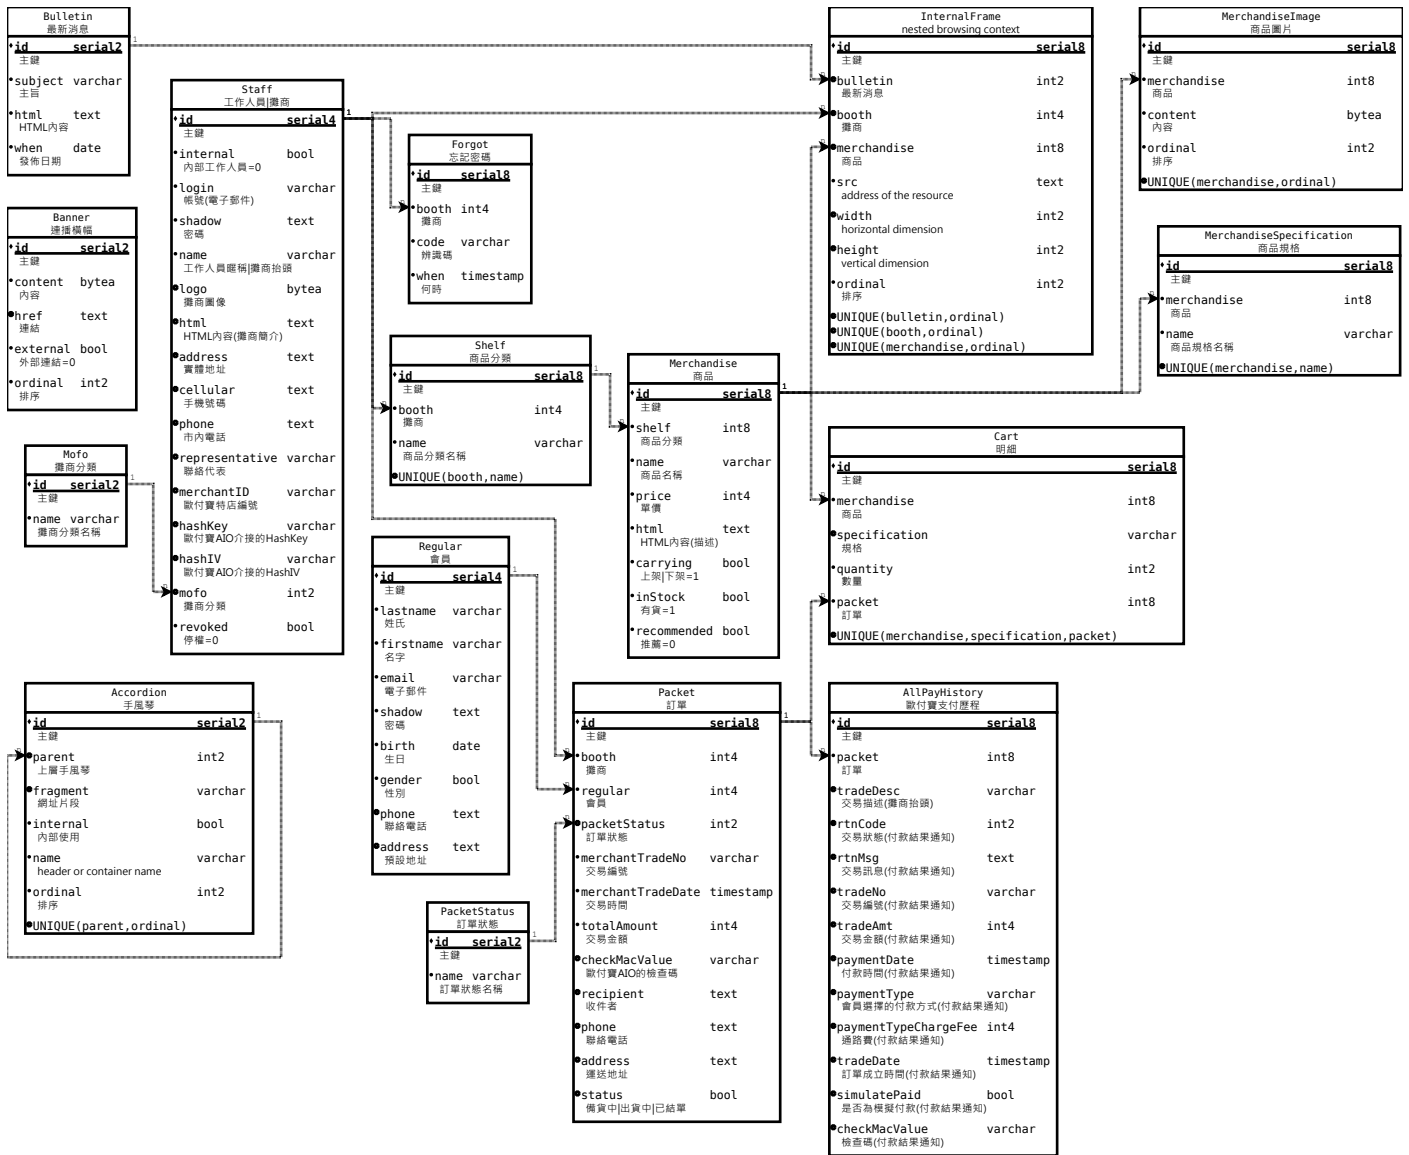 Bulletin
最新消息
id serial2
主鍵
subject varchar
主旨
html text
HTML內容
when date
發佈日期
Banner
連播橫幅
id serial2
主鍵
content bytea
內容
href text
連結
external bool
外部連結=0
ordinal int2
排序
Mofo
攤商分類
id serial2
主鍵
name varchar
攤商分類名稱
Staff
工作人員|攤商
id serial4
主鍵
internal bool
內部工作人員=0
login varchar
帳號(電子郵件)
shadow text
密碼
name varchar
工作人員暱稱|攤商抬頭
logo bytea
攤商圖像
html text
HTML內容(攤商簡介)
address text
實體地址
cellular text
手機號碼
phone text
市內電話
representative varchar
聯絡代表
merchantID varchar
歐付寶特店編號
hashKey varchar
歐付寶AIO介接的HashKey
hashIV varchar
歐付寶AIO介接的HashIV
mofo int2
攤商分類
revoked bool
停權=0
Forgot
忘記密碼
id serial8
主鍵
booth int4
攤商
code varchar
辨識碼
when timestamp
何時
Shelf
商品分類
id serial8
主鍵
booth int4
攤商
name varchar
商品分類名稱
UNIQUE(booth,name)
Merchandise
商品
id serial8
主鍵
shelf int8
商品分類
name varchar
商品名稱
price int4
單價
html text
HTML內容(描述)
carrying bool
上架|下架=1
inStock bool
有貨=1
recommended bool
推薦=0
InternalFrame
nested browsing context
id serial8
主鍵
bulletin int2
最新消息
booth int4
攤商
merchandise int8
商品
src text
address of the resource
width int2
horizontal dimension
height int2
vertical dimension
ordinal int2
排序
UNIQUE(bulletin,ordinal)
UNIQUE(booth,ordinal)
UNIQUE(merchandise,ordinal)
MerchandiseImage
商品圖片
id serial8
主鍵
merchandise int8
商品
content bytea
內容
ordinal int2
排序
UNIQUE(merchandise,ordinal)
MerchandiseSpecification
商品規格
id serial8
主鍵
merchandise int8
商品
name varchar
商品規格名稱
UNIQUE(merchandise,name)
Cart
明細
id serial8
主鍵
merchandise int8
商品
specification varchar
規格
quantity int2
數量
packet int8
訂單
UNIQUE(merchandise,specification,packet)
Regular
會員
id serial4
主鍵
lastname varchar
姓氏
firstname varchar
名字
email varchar
電子郵件
shadow text
密碼
birth date
生日
gender bool
性別
phone text
聯絡電話
address text
預設地址
Accordion
手風琴
id serial2
主鍵
parent int2
上層手風琴
fragment varchar
網址片段
internal bool
內部使用
name varchar
header or container name
ordinal int2
排序
UNIQUE(parent,ordinal)
PacketStatus
訂單狀態
id serial2
主鍵
name varchar
訂單狀態名稱
Packet
訂單
id serial8
主鍵
booth int4
攤商
regular int4
會員
packetStatus int2
訂單狀態
merchantTradeNo varchar
交易編號
merchantTradeDate timestamp
交易時間
totalAmount int4
交易金額
checkMacValue varchar
歐付寶AIO的檢查碼
recipient text
收件者
phone text
聯絡電話
address text
運送地址
status bool
備貨中|出貨中|已結單
AllPayHistory
歐付寶支付歷程
id serial8
主鍵
packet int8
訂單
tradeDesc varchar
交易描述(攤商抬頭)
rtnCode int2
交易狀態(付款結果通知)
rtnMsg text
交易訊息(付款結果通知)
tradeNo varchar
交易編號(付款結果通知)
tradeAmt int4
交易金額(付款結果通知)
paymentDate timestamp
付款時間(付款結果通知)
paymentType varchar
會員選擇的付款方式(付款結果通知)
paymentTypeChargeFee int4
通路費(付款結果通知)
tradeDate timestamp
訂單成立時間(付款結果通知)
simulatePaid bool
是否為模擬付款(付款結果通知)
checkMacValue varchar
檢查碼(付款結果通知)